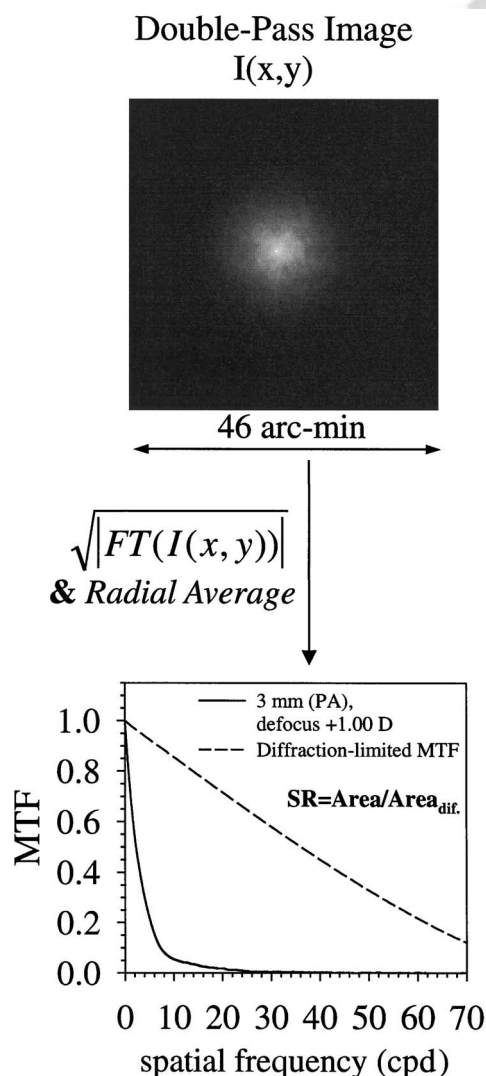 Double-Pass Image
I(x,y)
46 arc-min
√|FT(I(x, y))|
& Radial Average
3 mm (PA),
defocus +1.00 D
Diffraction-limited MTF
SR=Area/Area_dif.
MTF
1.0
0.8
0.6
0.4
0.2
0.0
0 10 20 30 40 50 60 70
spatial frequency (cpd)